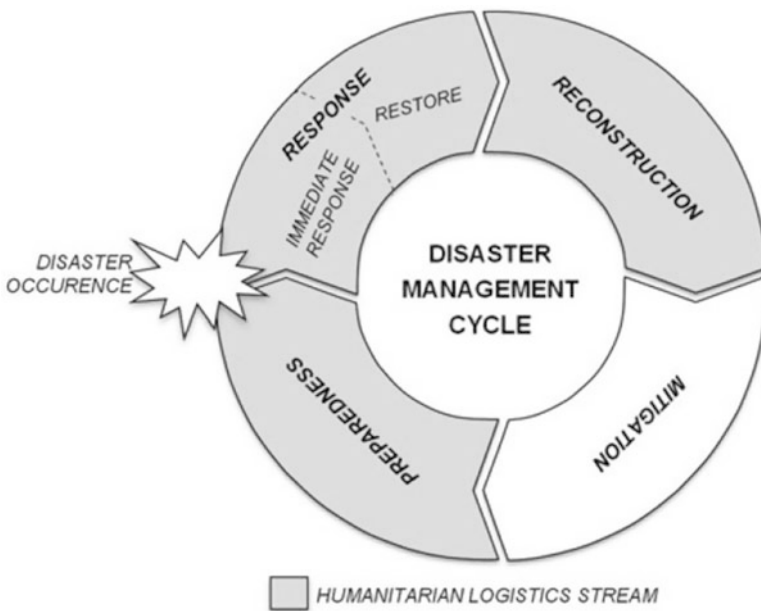 RESPONSE
RESTORE
IMMEDIATE
RESPONSE
RECONSTRUCTION
DISASTER
OCCURENCE
DISASTER
MANAGEMENT
CYCLE
PREPAREDNESS
MITIGATION
HUMANITARIAN LOGISTICS STREAM